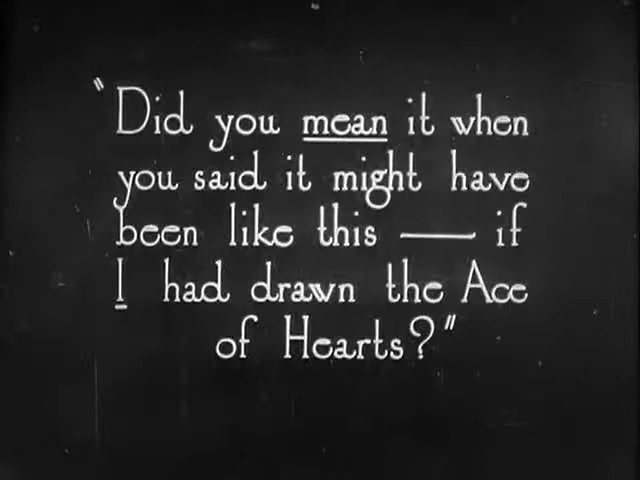 "Did you mean it when
you said it might have
been like this — if
I had drawn the Ace
of Hearts?"